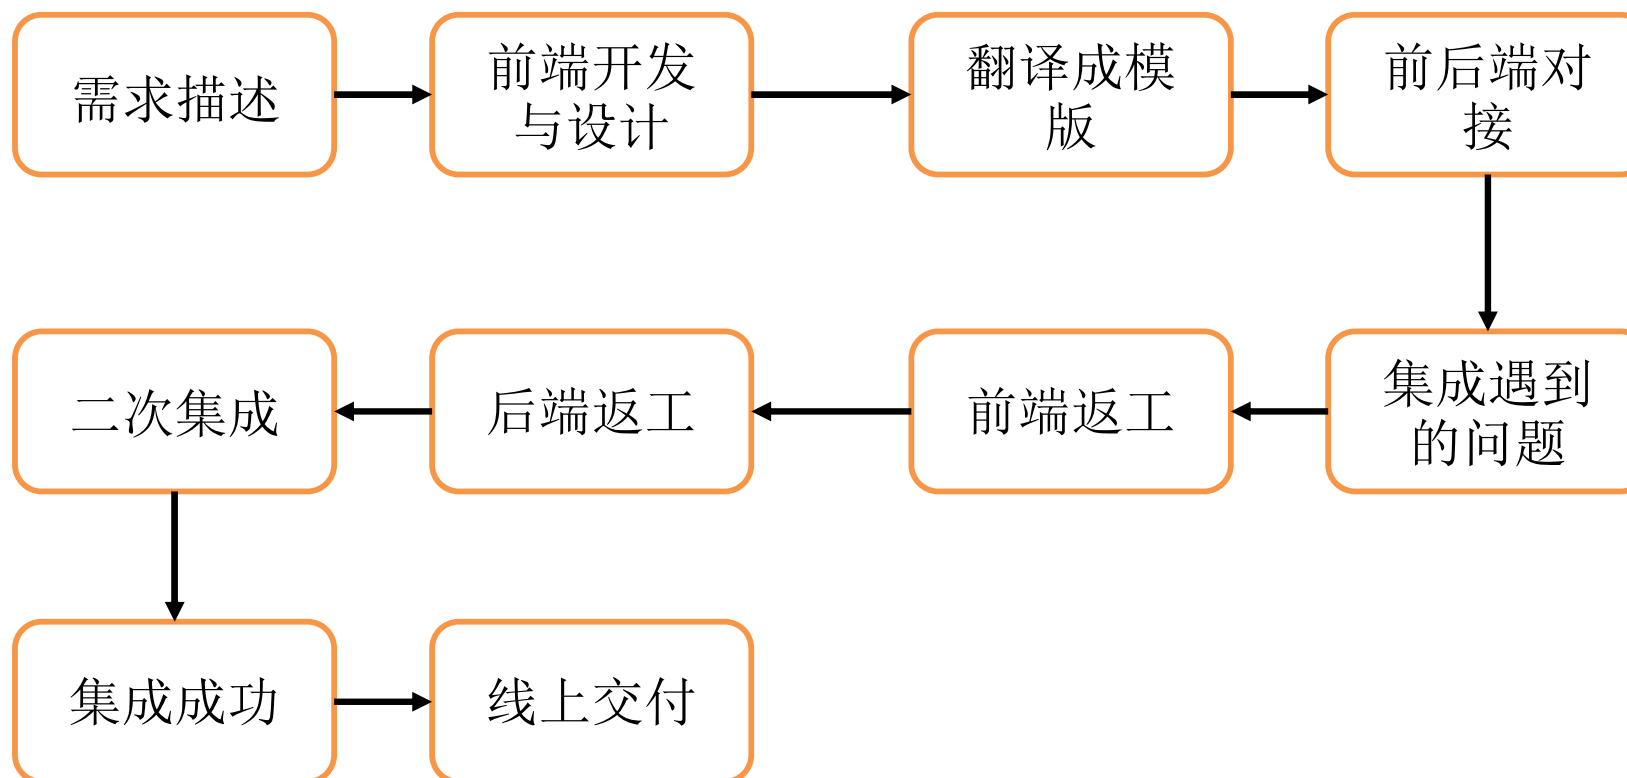 需求描述
前端开发
与设计
翻译成模
版
前后端对
接
集成遇到
的问题
前端返工
后端返工
二次集成
集成成功
线上交付